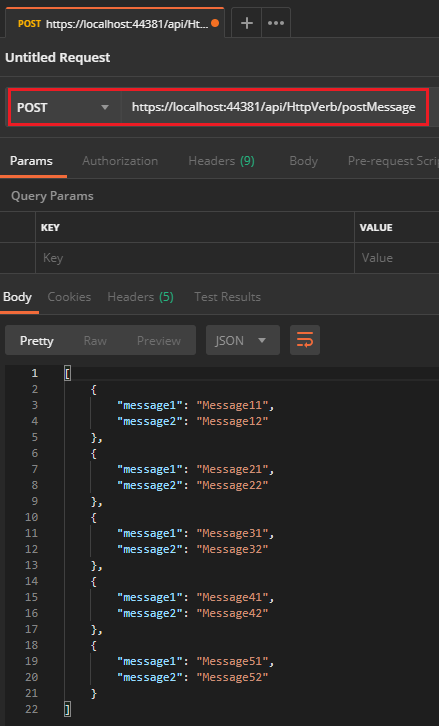 POST https://localhost:44381/api/Ht... + •••
Untitled Request
POST https://localhost:44381/api/HttpVerb/postMessage
Params Authorization Headers (9) Body Pre-request Scri
Query Params
KEY VALUE
Key Value
Body Cookies Headers (5) Test Results
Pretty Raw Preview JSON
1 [
2 {
3 "message1": "Message11",
4 "message2": "Message12"
5 },
6 {
7 "message1": "Message21",
8 "message2": "Message22"
9 },
10 {
11 "message1": "Message31",
12 "message2": "Message32"
13 },
14 {
15 "message1": "Message41",
16 "message2": "Message42"
17 },
18 {
19 "message1": "Message51",
20 "message2": "Message52"
21 }
22 ]